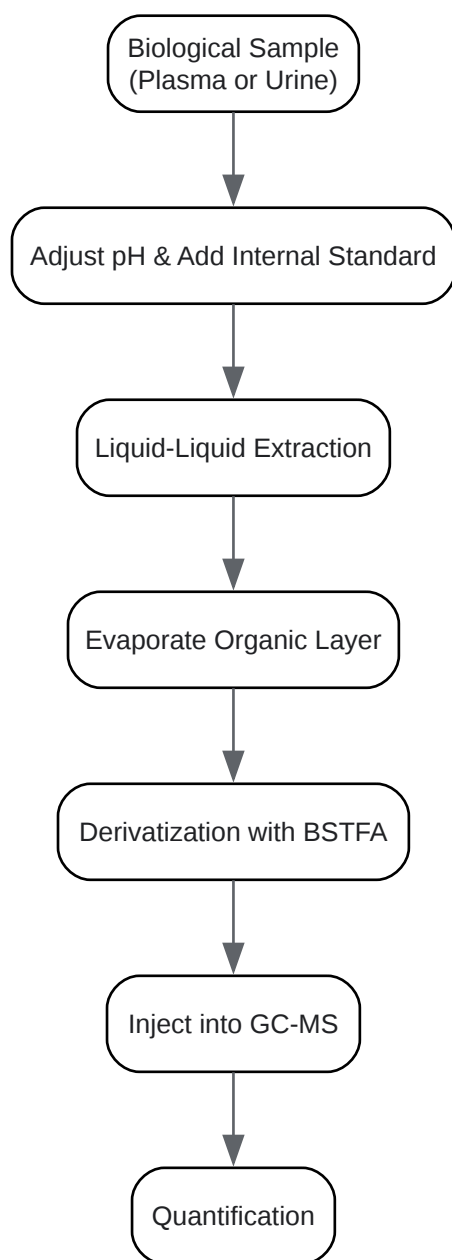 Biological Sample
(Plasma or Urine)
Adjust pH & Add Internal Standard
Liquid-Liquid Extraction
Evaporate Organic Layer
Derivatization with BSTFA
Inject into GC-MS
Quantification